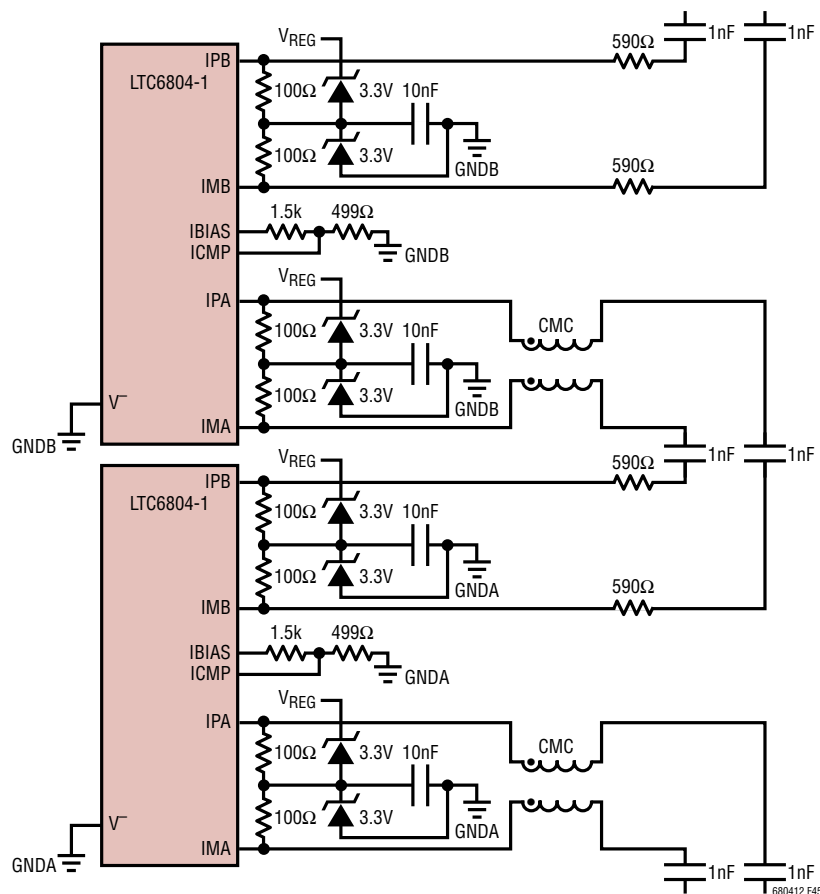 1nF 1nF
VREG
IPB 590Ω
LTC6804-1 100Ω 3.3V 10nF
100Ω 3.3V GNDB
IMB 590Ω
1.5k 499Ω
IBIAS
ICMP GNDB
VREG
IPA CMC
100Ω 3.3V 10nF
100Ω 3.3V
GNDB
V–
IMA
GNDB
590Ω 1nF 1nF
VREG
IPB
LTC6804-1 100Ω 3.3V 10nF
100Ω 3.3V GNDA
IMB 590Ω
1.5k 499Ω
IBIAS
ICMP GNDA
VREG
IPA CMC
100Ω 3.3V 10nF
100Ω 3.3V
GNDA
V–
IMA
GNDA
1nF 1nF
680412 F45